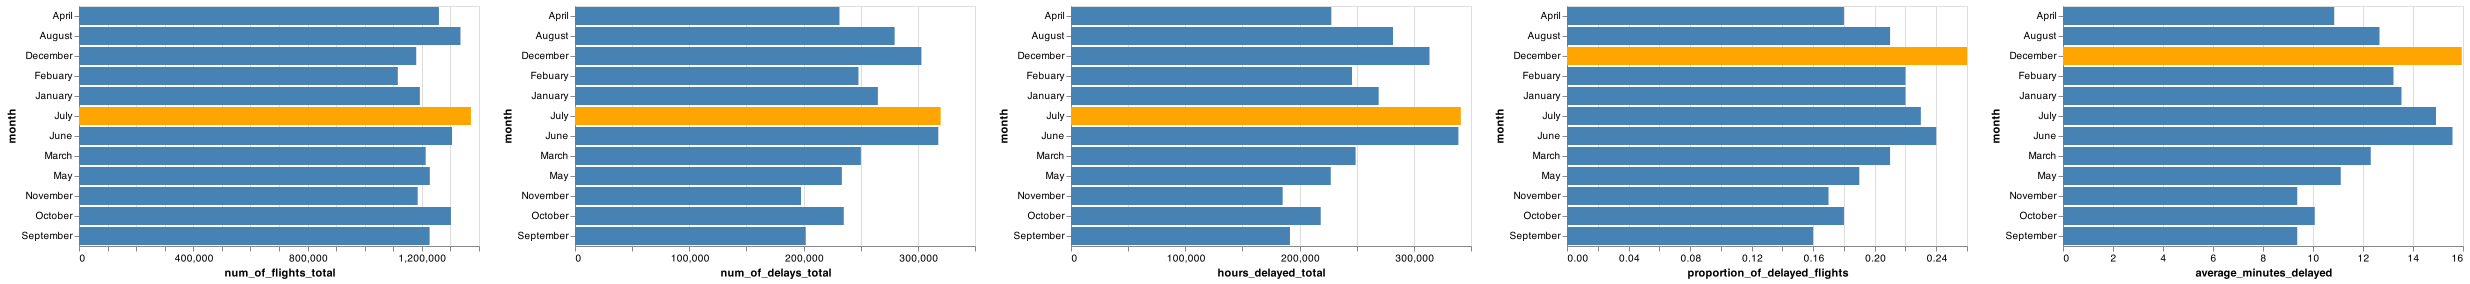 month
April
August
December
Febuary
January
July
June
March
May
November
October
September
0 400,000 800,000 1,200,000
num_of_flights_total
month
April
August
December
Febuary
January
July
June
March
May
November
October
September
0 100,000 200,000 300,000
num_of_delays_total
month
April
August
December
Febuary
January
July
June
March
May
November
October
September
0 100,000 200,000 300,000
hours_delayed_total
month
April
August
December
Febuary
January
July
June
March
May
November
October
September
0.00 0.04 0.08 0.12 0.16 0.20 0.24
proportion_of_delayed_flights
month
April
August
December
Febuary
January
July
June
March
May
November
October
September
0 2 4 6 8 10 12 14 16
average_minutes_delayed